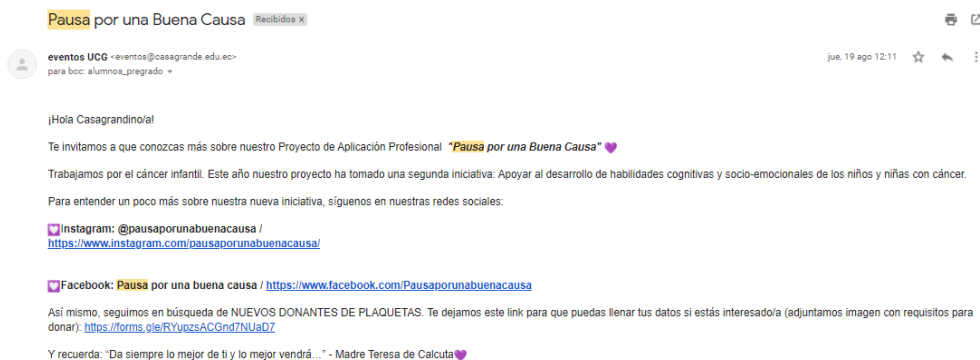 Pausa por una Buena Causa Recibidos x
eventos UCG <eventos@casagrande.edu.ec>
jue, 19 ago 12:11
para bcc: alumnos_pregrado
¡Hola Casagrandino/a!
Te invitamos a que conozcas más sobre nuestro Proyecto de Aplicación Profesional "Pausa por una Buena Causa" 💜
Trabajamos por el cáncer infantil. Este año nuestro proyecto ha tomado una segunda iniciativa: Apoyar al desarrollo de habilidades cognitivas y socio-emocionales de los niños y niñas con cáncer.
Para entender un poco más sobre nuestra nueva iniciativa, síguenos en nuestras redes sociales:
💟Instagram: @pausaporunabuenacausa /
https://www.instagram.com/pausaporunabuenacausa/
💟Facebook: Pausa por una buena causa / https://www.facebook.com/Pausaporunabuenacausa
Así mismo, seguimos en búsqueda de NUEVOS DONANTES DE PLAQUETAS. Te dejamos este link para que puedas llenar tus datos si estás interesado/a (adjuntamos imagen con requisitos para
donar): https://forms.gle/RYupzsACGnd7NUaD7
Y recuerda: “Da siempre lo mejor de ti y lo mejor vendrá…” - Madre Teresa de Calcuta💜